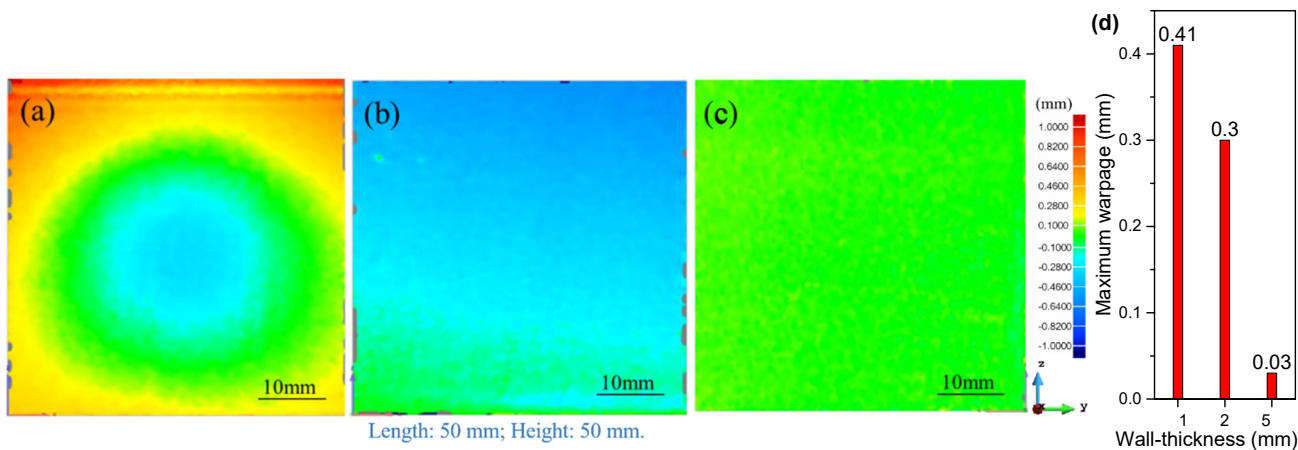 (a)
10mm
(b)
10mm
Length: 50 mm; Height: 50 mm.
(c)
10mm
(mm)
1.0000
0.8200
0.6400
0.4600
0.2800
0.1000
-0.1000
-0.2800
-0.4600
-0.6400
-0.8200
-1.0000
z
x
y
(d)
Maximum warpage (mm)
0.4
0.3
0.2
0.1
0.0
0.41
0.3
0.03
1 2 5
Wall-thickness (mm)